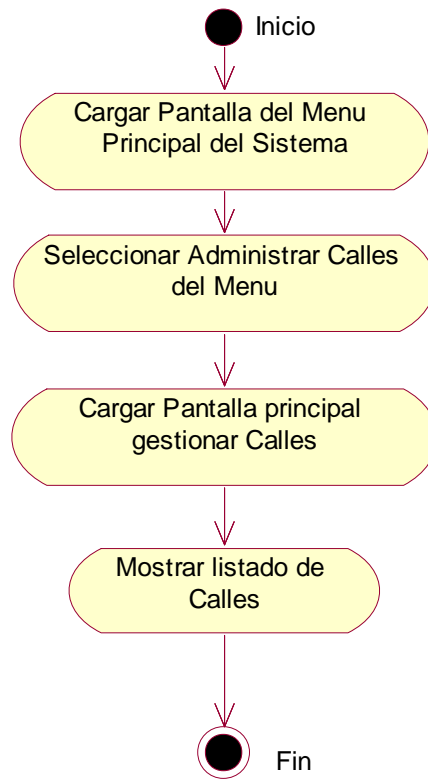 Inicio
Cargar Pantalla del Menu
Principal del Sistema
Seleccionar Administrar Calles
del Menu
Cargar Pantalla principal
gestionar Calles
Mostrar listado de
Calles
Fin